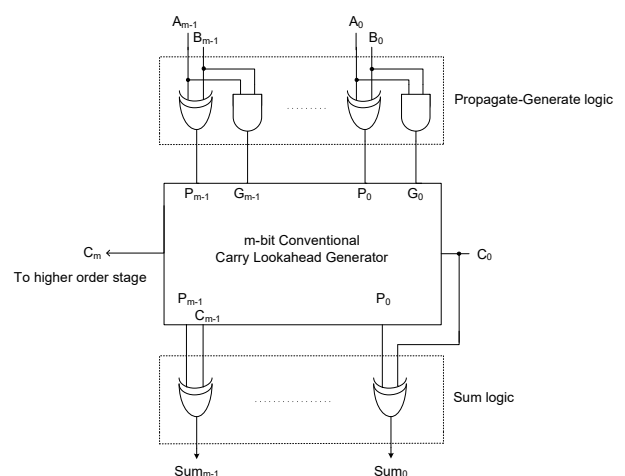 Aₘ₋₁
Bₘ₋₁
A₀
B₀
Propagate-Generate logic
. . . . . . . .
Pₘ₋₁
Gₘ₋₁
P₀
G₀
m-bit Conventional
Carry Lookahead Generator
Cₘ
To higher order stage
C₀
Pₘ₋₁
Cₘ₋₁
P₀
Sum logic
. . . . . . . . . . . . . . .
Sumₘ₋₁
Sum₀